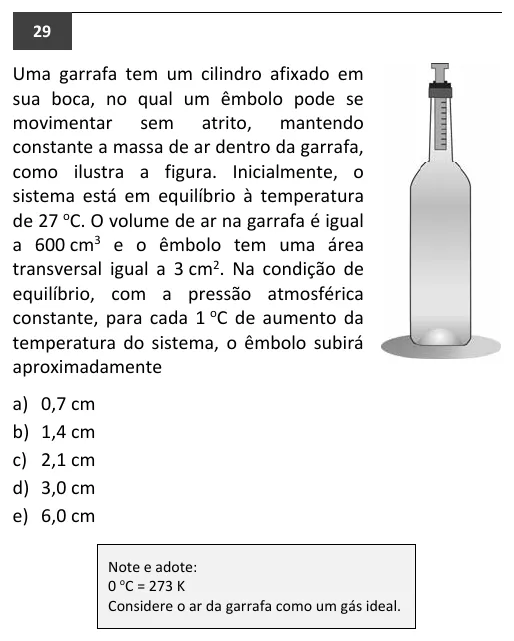 29
Uma garrafa tem um cilindro afixado em
sua boca, no qual um êmbolo pode se
movimentar sem atrito, mantendo
constante a massa de ar dentro da garrafa,
como ilustra a figura. Inicialmente, o
sistema está em equilíbrio à temperatura
de 27 ºC. O volume de ar na garrafa é igual
a 600 cm³ e o êmbolo tem uma área
transversal igual a 3 cm². Na condição de
equilíbrio, com a pressão atmosférica
constante, para cada 1 ºC de aumento da
temperatura do sistema, o êmbolo subirá
aproximadamente
a) 0,7 cm
b) 1,4 cm
c) 2,1 cm
d) 3,0 cm
e) 6,0 cm
Note e adote:
0 ºC = 273 K
Considere o ar da garrafa como um gás ideal.